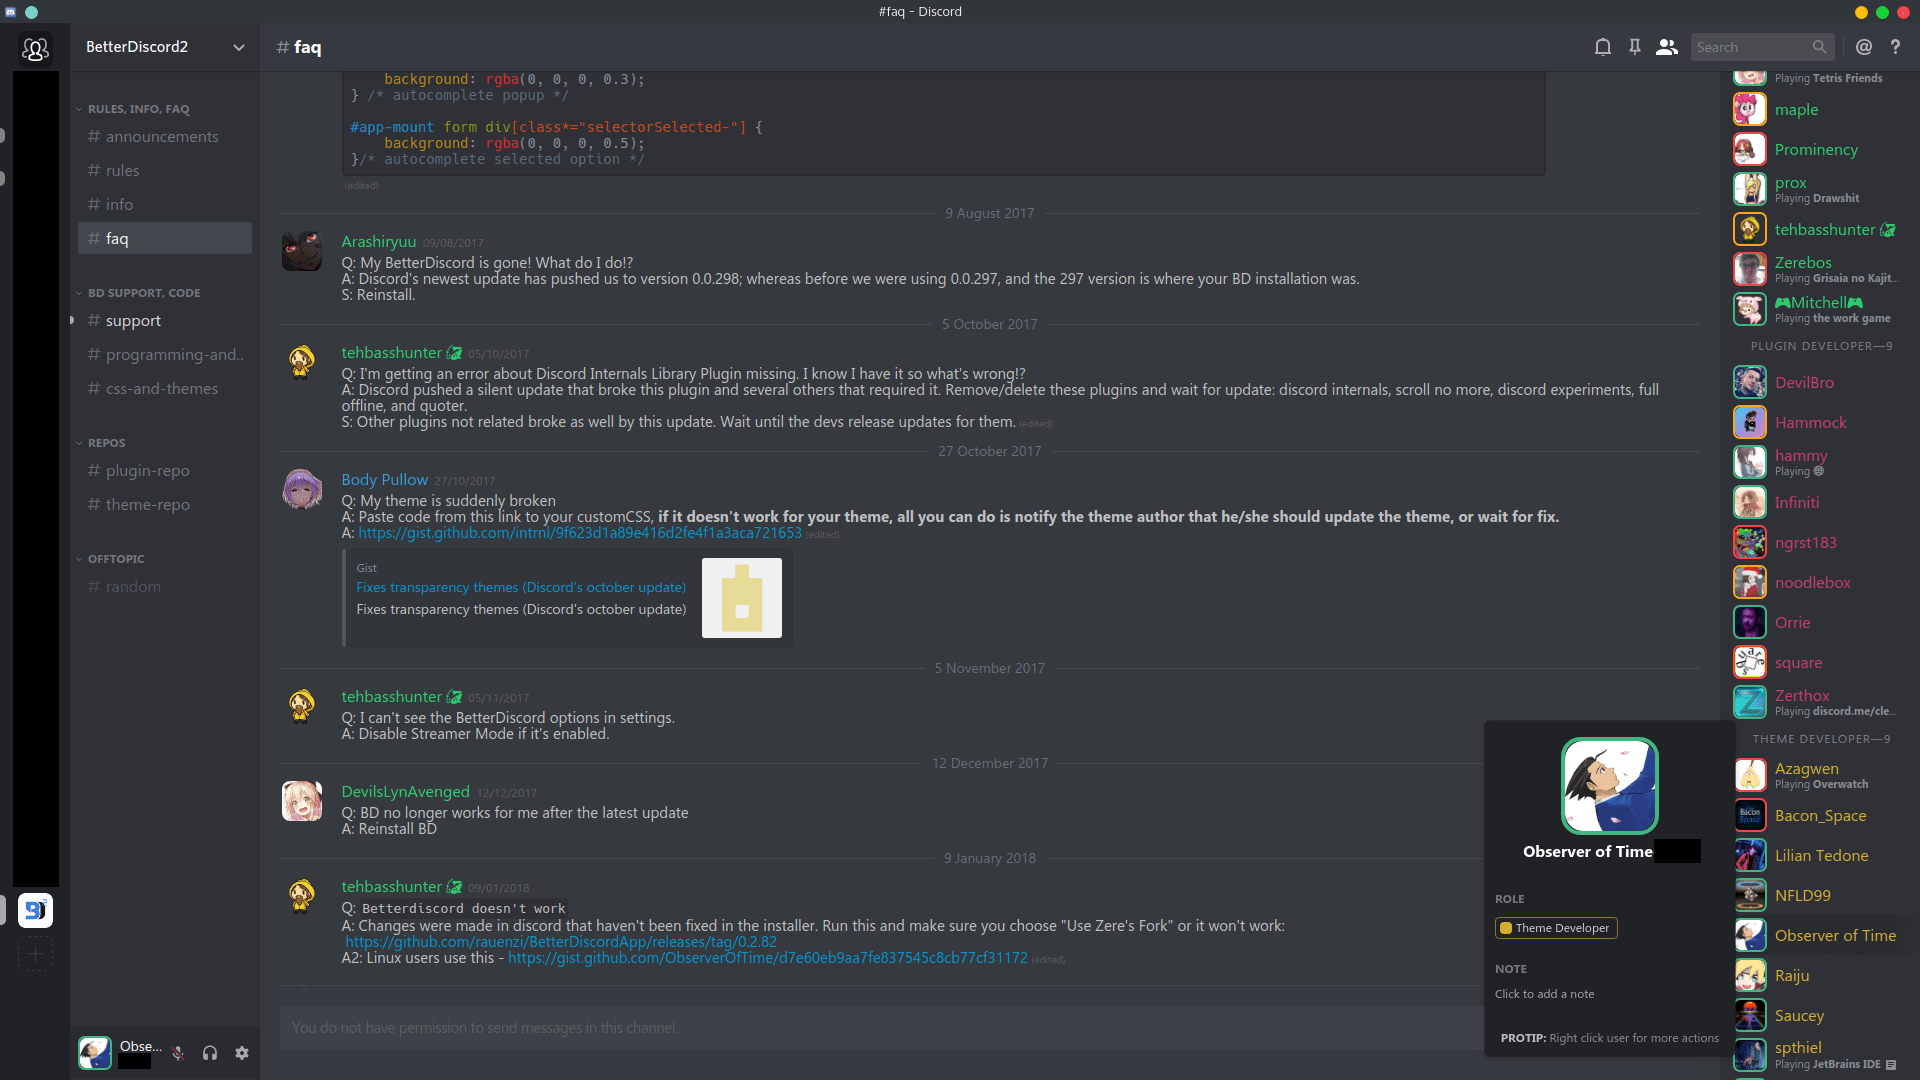 #faq - Discord
BetterDiscord2
# faq
Search
@ ?
RULES, INFO, FAQ
# announcements
# rules
# info
# faq
BD SUPPORT, CODE
# support
# programming-and..
# css-and-themes
REPOS
# plugin-repo
# theme-repo
OFFTOPIC
# random
Obse...
background: rgba(0, 0, 0, 0.3);
} /* autocomplete popup */
#app-mount form div[class*="selectorSelected-"] {
background: rgba(0, 0, 0, 0.5);
}/* autocomplete selected option */
(edited)
9 August 2017
Arashiryuu 09/08/2017
Q: My BetterDiscord is gone! What do I do!?
A: Discord's newest update has pushed us to version 0.0.298; whereas before we were using 0.0.297, and the 297 version is where your BD installation was.
S: Reinstall.
5 October 2017
tehbasshunter 05/10/2017
Q: I'm getting an error about Discord Internals Library Plugin missing. I know I have it so what's wrong!?
A: Discord pushed a silent update that broke this plugin and several others that required it. Remove/delete these plugins and wait for update: discord internals, scroll no more, discord experiments, full
offline, and quoter.
S: Other plugins not related broke as well by this update. Wait until the devs release updates for them. (edited)
27 October 2017
Body Pullow 27/10/2017
Q: My theme is suddenly broken
A: Paste code from this link to your customCSS, if it doesn't work for your theme, all you can do is notify the theme author that he/she should update the theme, or wait for fix.
A: https://gist.github.com/intrnl/9f623d1a89e416d2fe4f1a3aca721653 (edited)
Gist
Fixes transparency themes (Discord's october update)
Fixes transparency themes (Discord's october update)
5 November 2017
tehbasshunter 05/11/2017
Q: I can't see the BetterDiscord options in settings.
A: Disable Streamer Mode if it's enabled.
12 December 2017
DevilsLynAvenged 12/12/2017
Q: BD no longer works for me after the latest update
A: Reinstall BD
9 January 2018
tehbasshunter 09/01/2018
Q: Betterdiscord doesn't work
A: Changes were made in discord that haven't been fixed in the installer. Run this and make sure you choose "Use Zere's Fork" or it won't work:
https://github.com/rauenzi/BetterDiscordApp/releases/tag/0.2.82
A2: Linux users use this - https://gist.github.com/ObserverOfTime/d7e60eb9aa7fe837545c8cb77cf31172 (edited)
You do not have permission to send messages in this channel.
Observer of Time
ROLE
Theme Developer
NOTE
Click to add a note
PROTIP: Right click user for more actions
Playing Tetris Friends
maple
Prominency
prox
Playing Drawshit
tehbasshunter
Zerebos
Playing Grisaia no Kajit...
🎮Mitchell🎮
Playing the work game
PLUGIN DEVELOPER—9
DevilBro
Hammock
hammy
Playing 🌐
Infiniti
ngrst183
noodlebox
Orrie
square
Zerthox
Playing discord.me/cle...
THEME DEVELOPER—9
Azagwen
Playing Overwatch
Bacon_Space
Lilian Tedone
NFLD99
Observer of Time
Raiju
Saucey
spthiel
Playing JetBrains IDE